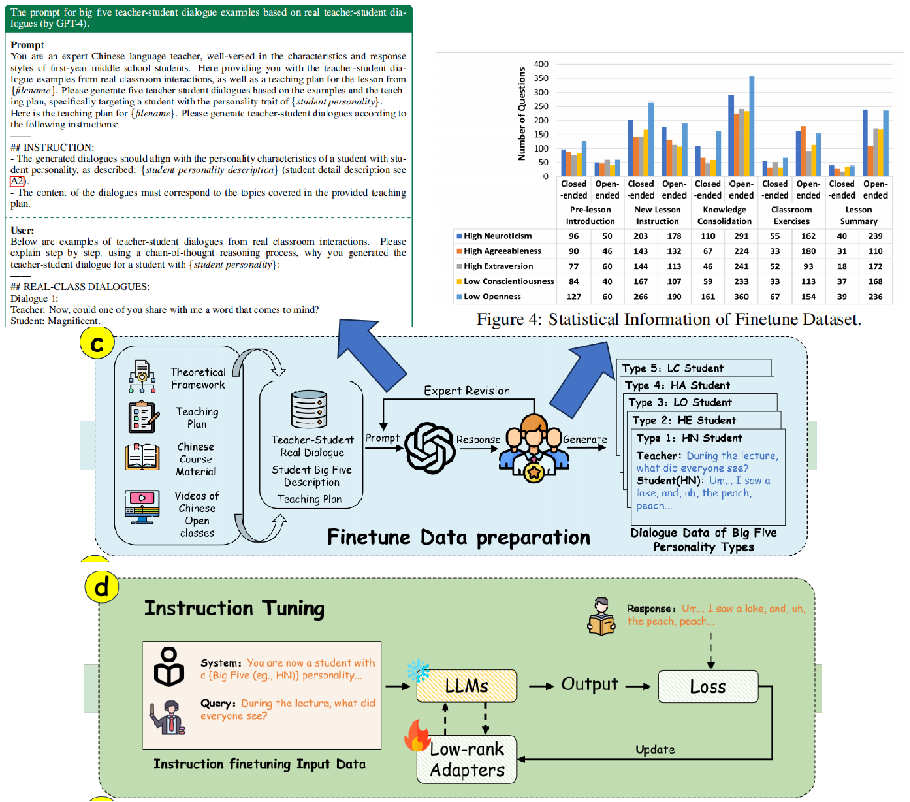 The prompt for big five teacher-student dialogue examples based on real teacher-student dia-
logues (by GPT-4).
Prompt
You are an expert Chinese language teacher, well-versed in the characteristics and response
styles of first-year middle school students. Here providing you with the teacher-student dia-
logue examples from real classroom interactions, as well as a teaching plan for the lesson from
{filename}. Please generate five teacher-student dialogues based on the examples and the teach-
ing plan, specifically targeting a student with the personality trait of {student personality}.
Here is the teaching plan for {filename}. Please generate teacher-student dialogues according to
the following instructions:
——
## INSTRUCTION:
- The generated dialogues should align with the personality characteristics of a student with stu-
dent personality, as described: {student personality description} (student detail description see
A2).
- The content of the dialogues must correspond to the topics covered in the provided teaching
plan.
User:
Below are examples of teacher-student dialogues from real classroom interactions. Please
explain step by step, using a chain-of-thought reasoning process, why you generated the
teacher-student dialogue for a student with {student personality}:
——
## REAL-CLASS DIALOGUES:
Dialogue 1:
Teacher: Now, could one of you share with me a word that comes to mind?
Student: Magnificent.
Number of Questions
400
350
300
250
200
150
100
50
0
Closed-ended Open-ended Closed-ended Open-ended Closed-ended Open-ended Closed-ended Open-ended Closed-ended Open-ended
Pre-lesson Introduction New Lesson Instruction Knowledge Consolidation Classroom Exercises Lesson Summary
High Neuroticism 96 50 203 178 110 291 55 162 40 239
High Agreeableness 90 46 143 132 67 224 33 180 31 110
High Extraversion 77 60 144 113 46 241 52 93 18 172
Low Conscientiousness 84 40 167 107 59 233 33 113 37 168
Low Openness 127 60 266 190 161 360 67 154 39 236
Figure 4: Statistical Information of Finetune Dataset.
c
Theoretical
Framework
Teaching
Plan
Chinese
Course
Material
Videos of
Chinese
Open
classes
Teacher-Student
Real Dialogue
Student Big Five
Description
Teaching Plan
Expert Revision
Prompt
Response
Generate
Type 5: LC Student
Type 4: HA Student
Type 3: LO Student
Type 2: HE Student
Type 1: HN Student
Teacher: During the lecture,
what did everyone see?
Student(HN): Um... I saw a
lake, and, uh, the peach,
peach...
Dialogue Data of Big Five
Personality Types
Finetune Data preparation
d
Instruction Tuning
System: You are now a student with
a {Big Five (eg., HN)} personality...
Query: During the lecture, what did
everyone see?
Instruction finetuning Input Data
LLMs
Low-rank
Adapters
Output
Loss
Update
Response: Um... I saw a lake, and, uh,
the peach, peach...